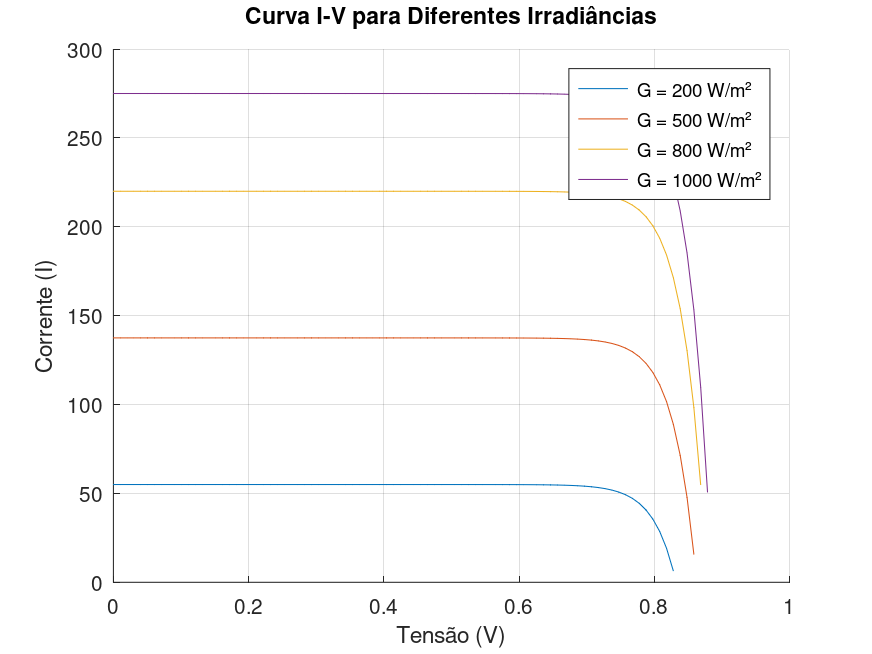 Curva I-V para Diferentes Irradiâncias
300
250
200
150
100
50
0
Corrente (I)
G = 200 W/m²
G = 500 W/m²
G = 800 W/m²
G = 1000 W/m²
0 0.2 0.4 0.6 0.8 1
Tensão (V)